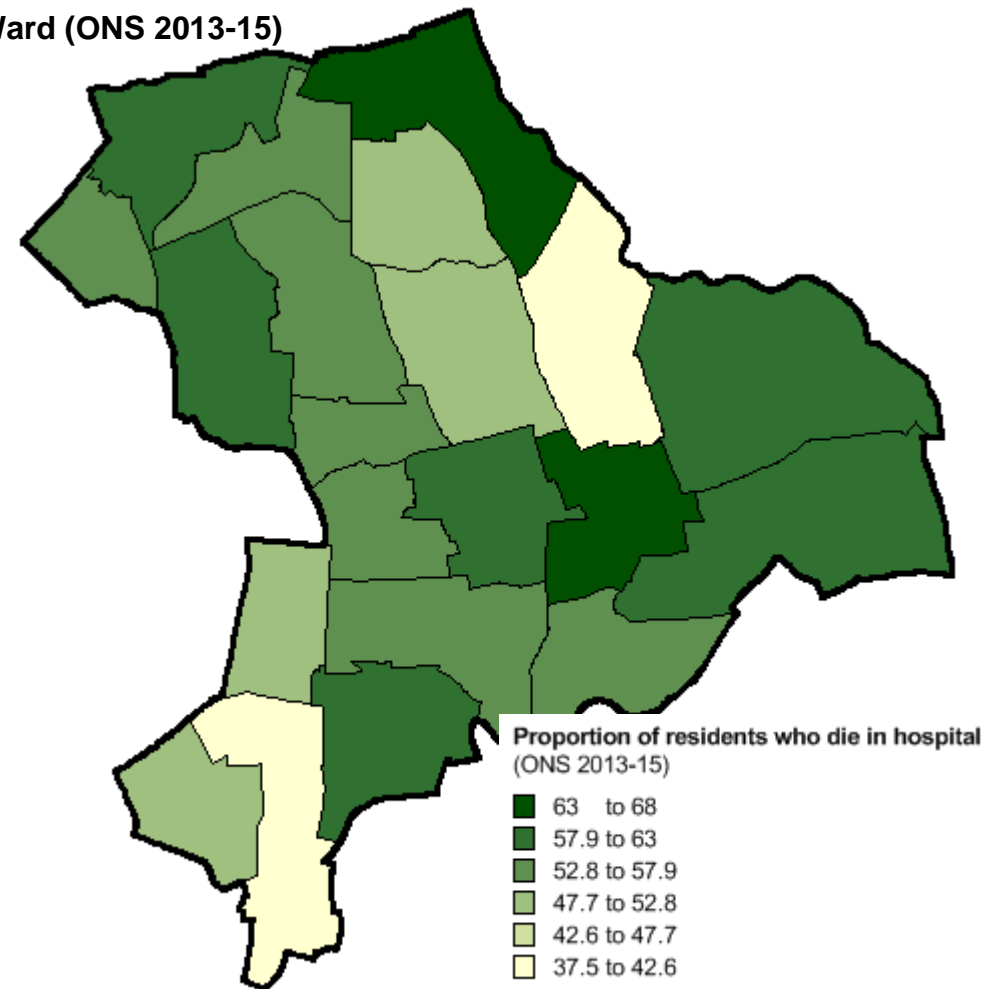 Ward (ONS 2013-15)
Proportion of residents who die in hospital
(ONS 2013-15)
63 to 68
57.9 to 63
52.8 to 57.9
47.7 to 52.8
42.6 to 47.7
37.5 to 42.6